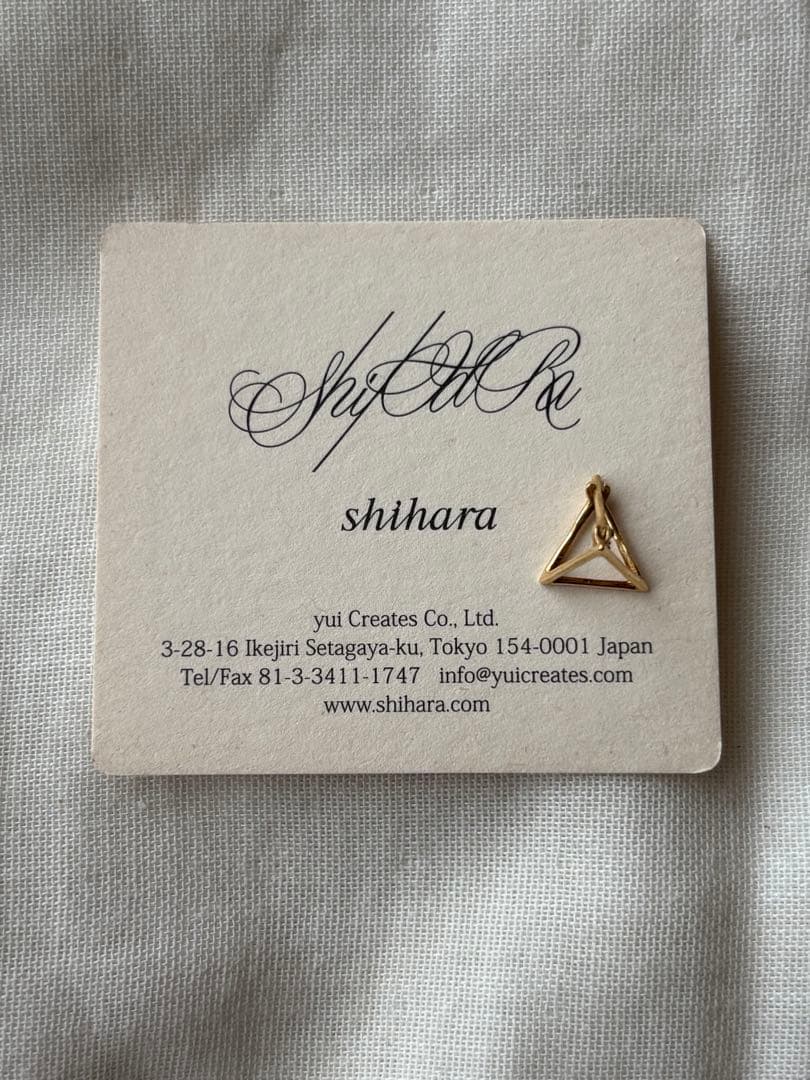 ShiHaRa
shihara
yui Creates Co., Ltd.
3-28-16 Ikejiri Setagaya-ku, Tokyo 154-0001 Japan
Tel/Fax 81-3-3411-1747 info@yuicreates.com
www.shihara.com